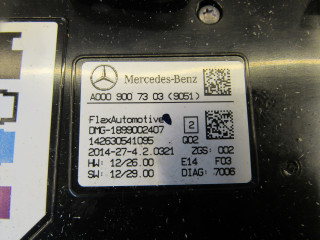 Mercedes-Benz
A000 900 73 03 (9051)
FlexAutomotive
DMG-1899002407
2
142630541095
Q02
2014-27-4.2.0321
ZGS: 002
HW: 12/26.00
E14
F03
SW: 12/29.00
DIAG: 7006